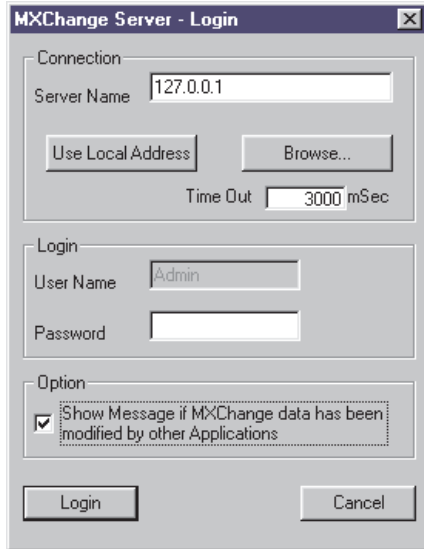 MXChange Server - Login
Connection
Server Name 127.0.0.1
Use Local Address Browse...
Time Out 3000 mSec
Login
User Name Admin
Password
Option
Show Message if MXChange data has been
modified by other Applications
Login Cancel